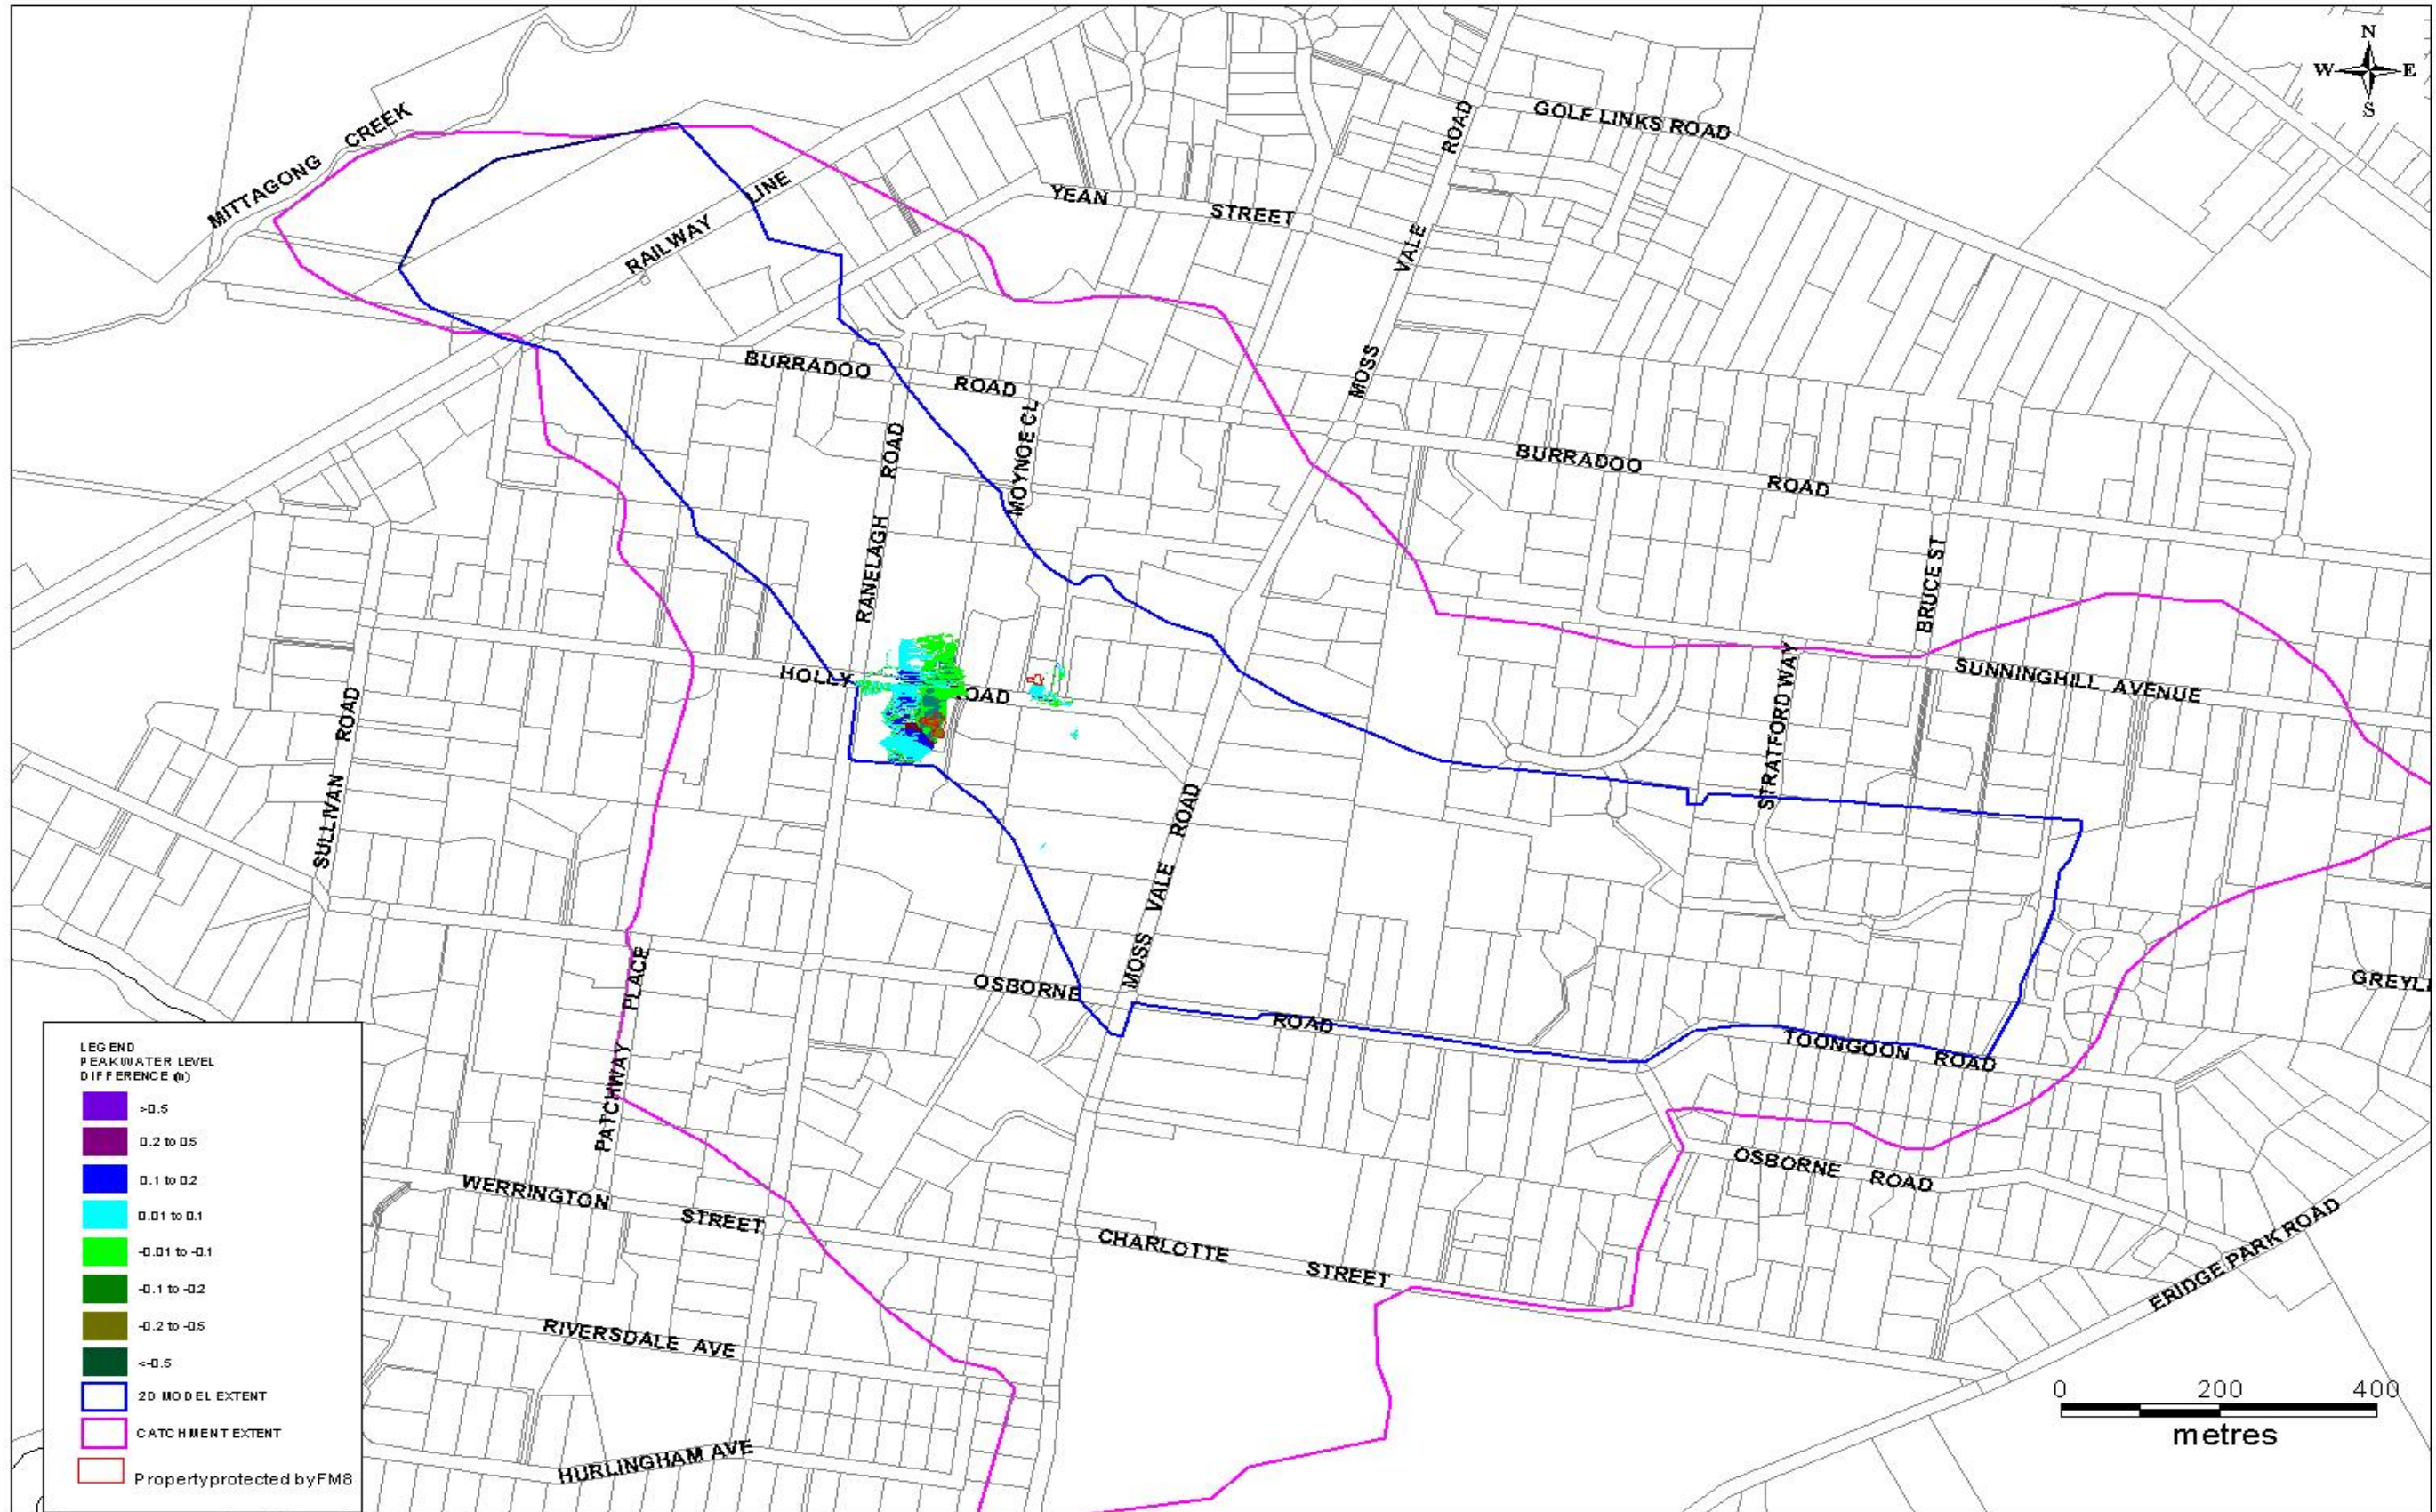 N
W E
S
GOLF LINKS ROAD
MITTAGONG CREEK
RAILWAY LINE
YEAN STREET
MOSS VALE ROAD
BURRADOO ROAD
MOYNOE CL
RANELAGH ROAD
BURRADOO ROAD
BRUCE ST
STRATFORD WAY
SUNNINGHILL AVENUE
HOLLY OAD
SULLIVAN ROAD
MOSS VALE ROAD
OSBORNE ROAD
TOONGOON ROAD
GREYL
PATCHWAY PLACE
OSBORNE ROAD
WERRINGTON STREET
CHARLOTTE STREET
ERIDGE PARK ROAD
RIVERSDALE AVE
HURLINGHAM AVE
LEGEND
PEAK WATER LEVEL
DIFFERENCE (m)
>0.5
0.2 to 0.5
0.1 to 0.2
0.01 to 0.1
-0.01 to -0.1
-0.1 to -0.2
-0.2 to -0.5
<-0.5
2D MODEL EXTENT
CATCHMENT EXTENT
Property protected by FM8
0 200 400
metres